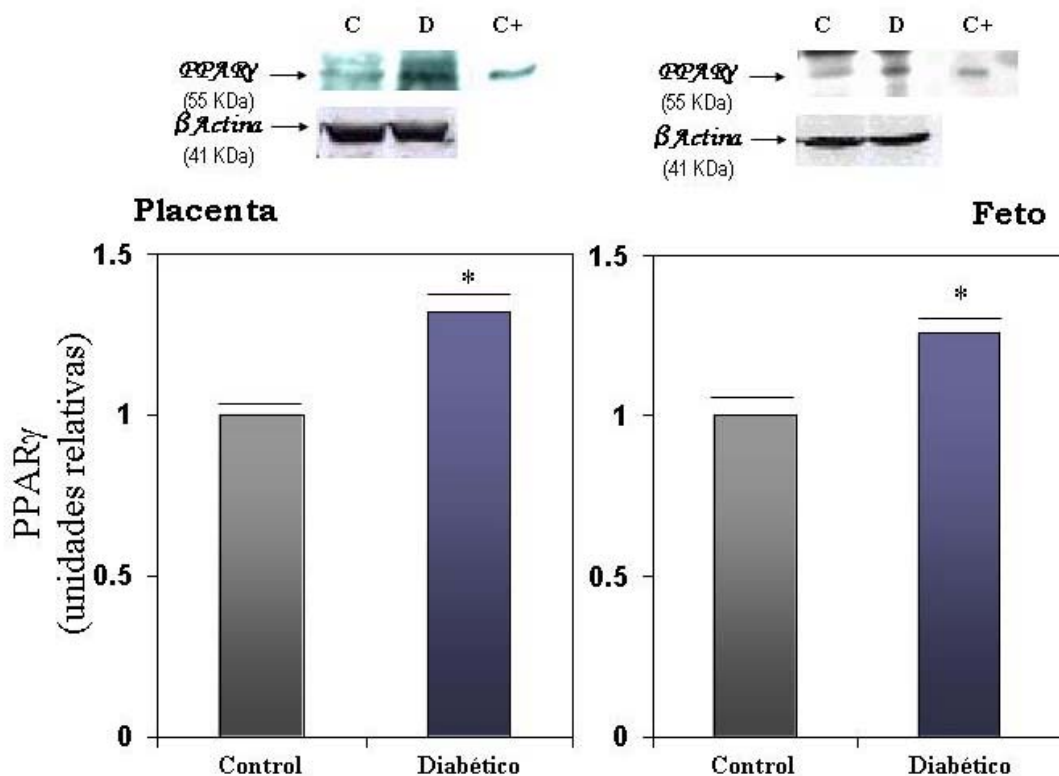 C D C+
PPARγ
(55 KDa)
β Actina
(41 KDa)
C D C+
PPARγ
(55 KDa)
β Actina
(41 KDa)
Placenta
Feto
PPARγ
(unidades relativas)
1.5
1
0.5
0
*
Control Diabético
1.5
1
0.5
0
*
Control Diabético